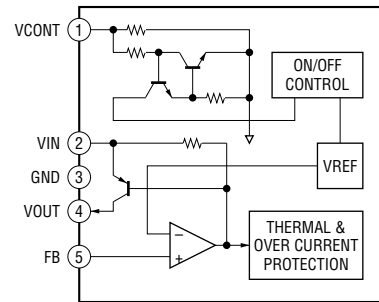 VCONT 1
ON/OFF
CONTROL
VIN 2
GND 3
VREF
VOUT 4
−
+
THERMAL &
OVER CURRENT
PROTECTION
FB 5